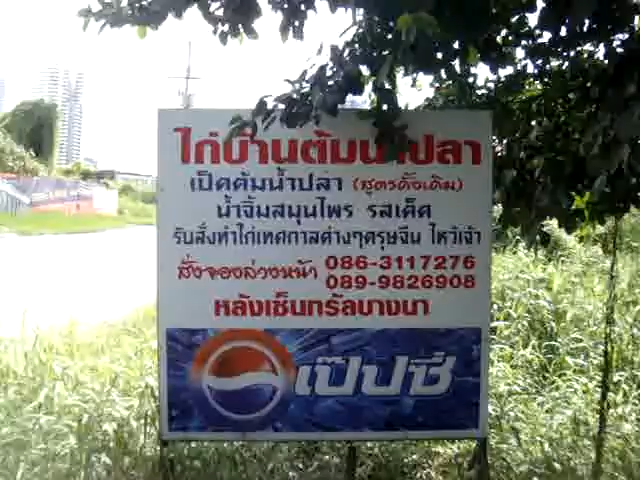 ไก่บ้านต้มน้ำปลา
เป็ดต้มน้ำปลา (สูตรดั้งเดิม)
น้ำจิ้มสมุนไพร รสเด็ด
รับสั่งทำไก่เทศกาลต่างๆตรุษจีน ไหว้เจ้า
สั่งจองล่วงหน้า 086-3117276
089-9826908
หลังเซ็นทรัลบางนา
เป๊ปซี่